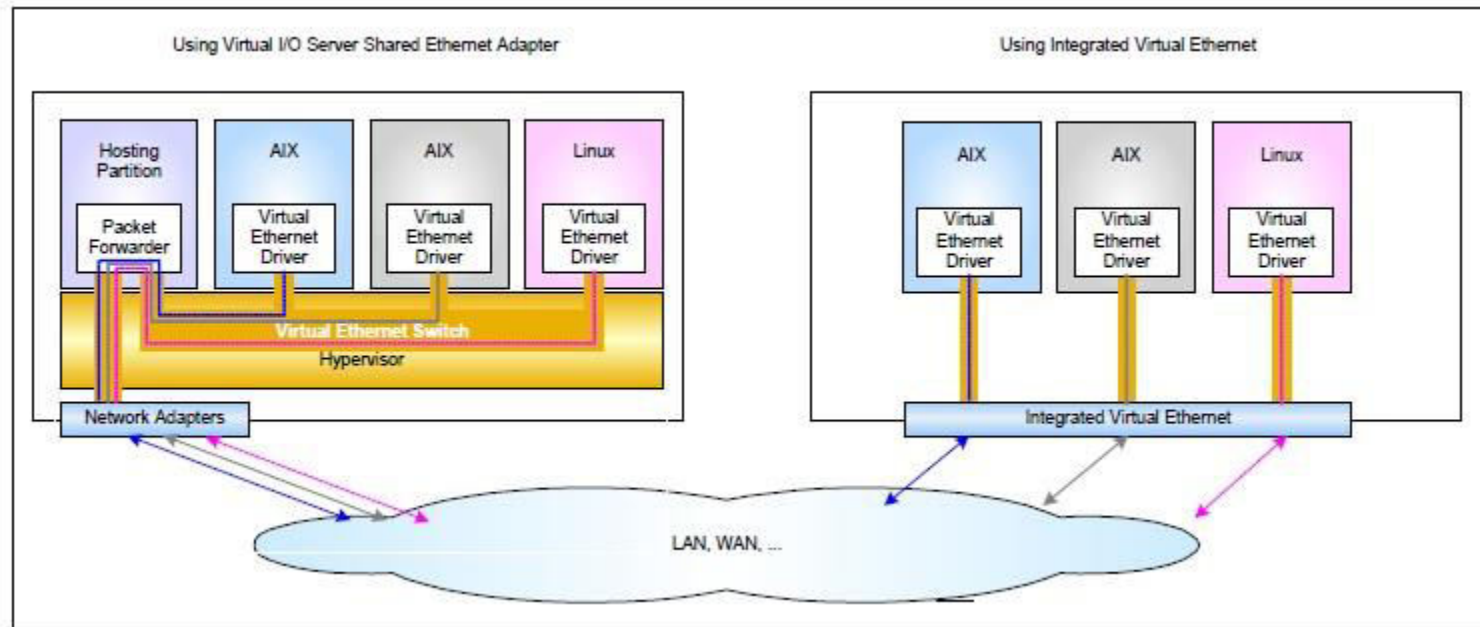 Using Virtual I/O Server Shared Ethernet Adapter
Hosting
Partition
Packet
Forwarder
AIX
Virtual
Ethernet
Driver
AIX
Virtual
Ethernet
Driver
Linux
Virtual
Ethernet
Driver
Virtual Ethernet Switch
Hypervisor
Network Adapters
Using Integrated Virtual Ethernet
AIX
Virtual
Ethernet
Driver
AIX
Virtual
Ethernet
Driver
Linux
Virtual
Ethernet
Driver
Integrated Virtual Ethernet
LAN, WAN, ...